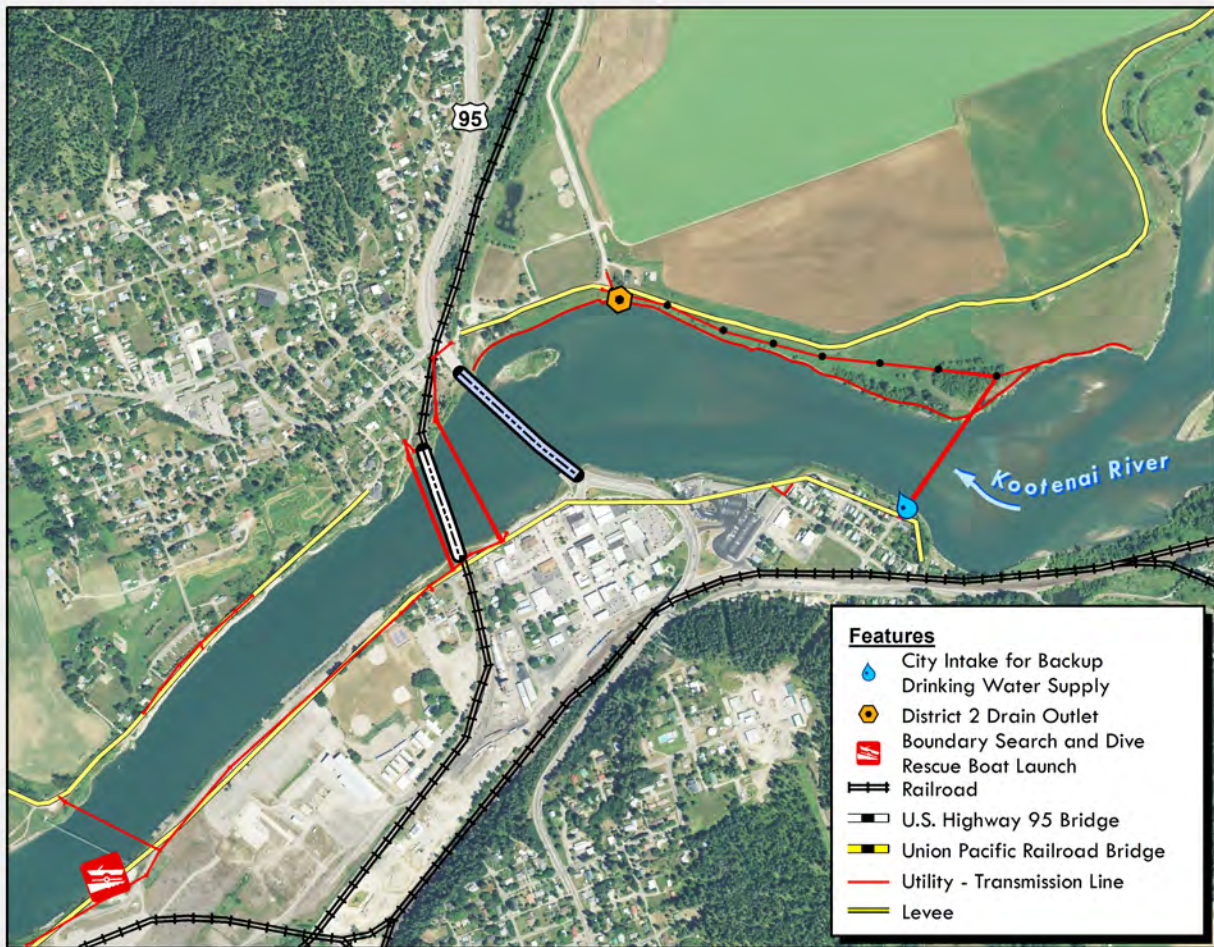 95
Kootenai River
Features
City Intake for Backup
Drinking Water Supply
District 2 Drain Outlet
Boundary Search and Dive
Rescue Boat Launch
Railroad
U.S. Highway 95 Bridge
Union Pacific Railroad Bridge
Utility - Transmission Line
Levee